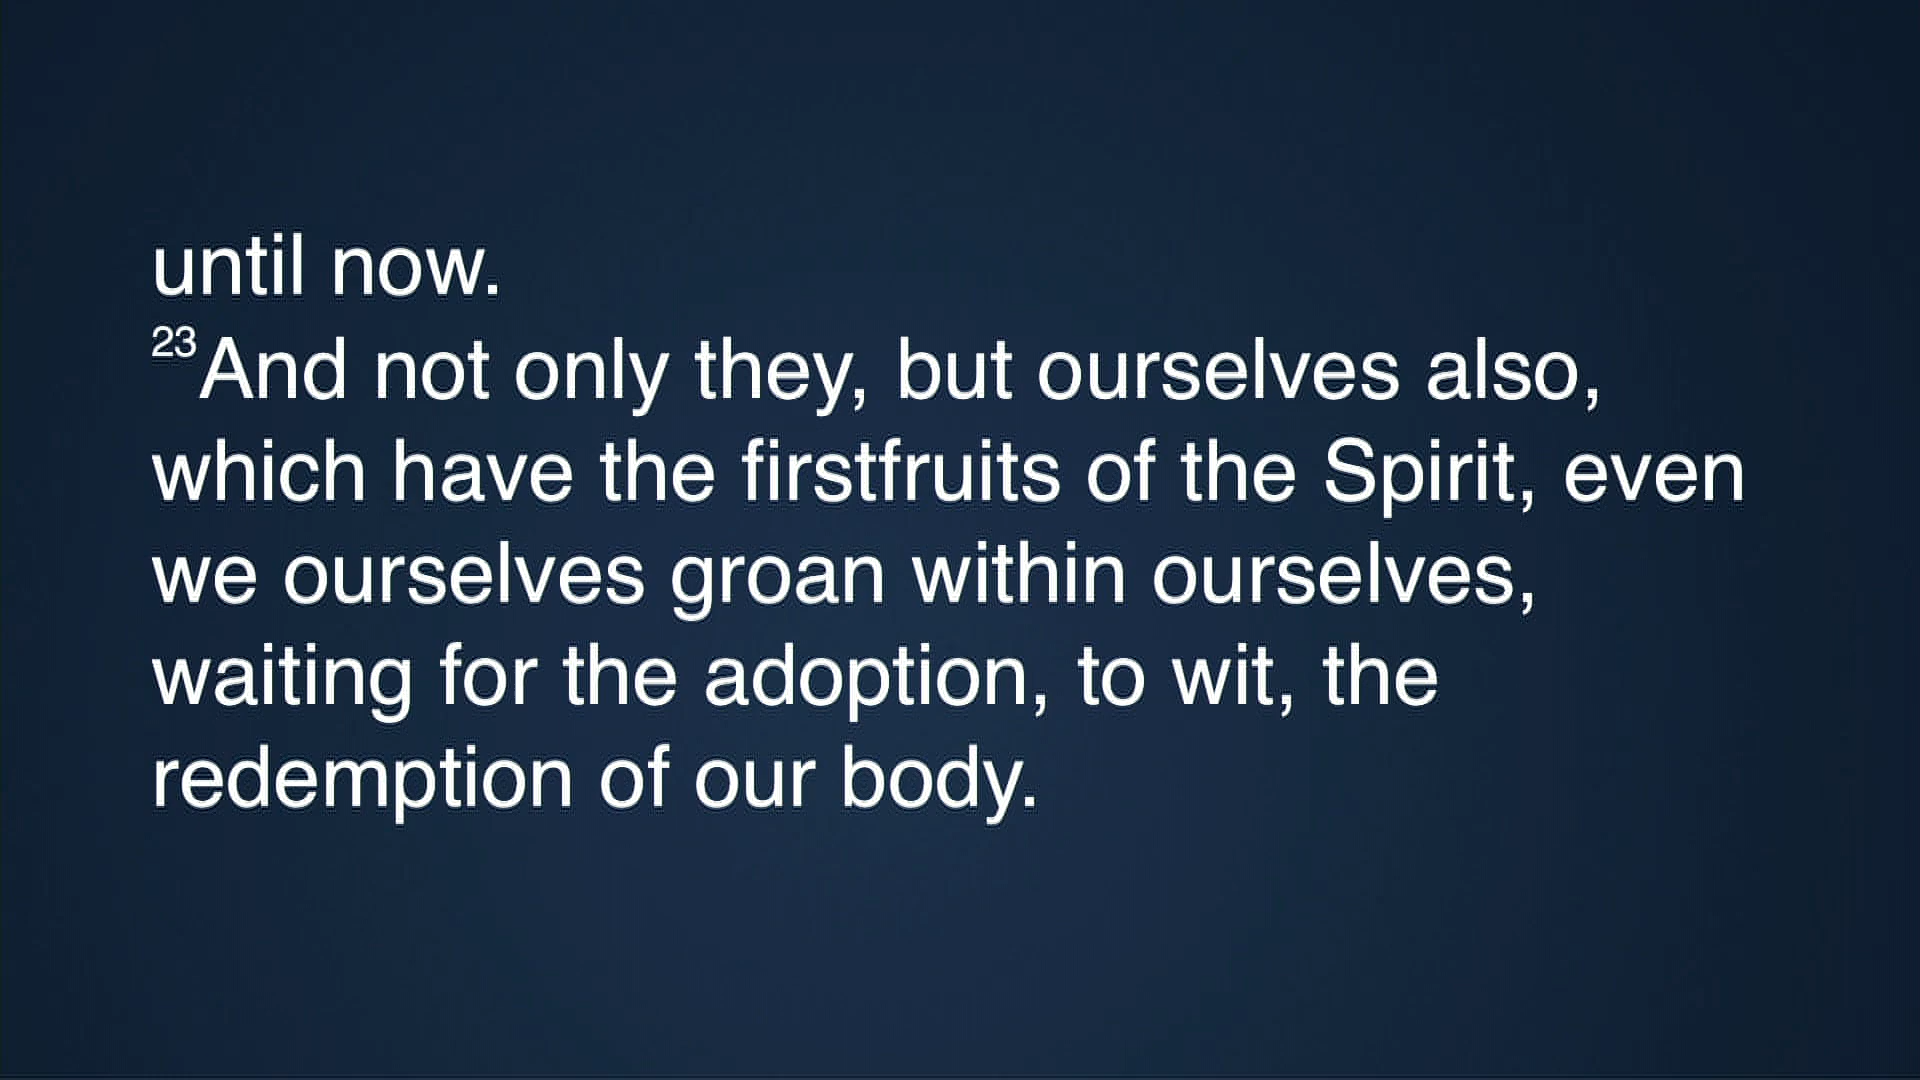 until now.
23And not only they, but ourselves also,
which have the firstfruits of the Spirit, even
we ourselves groan within ourselves,
waiting for the adoption, to wit, the
redemption of our body.